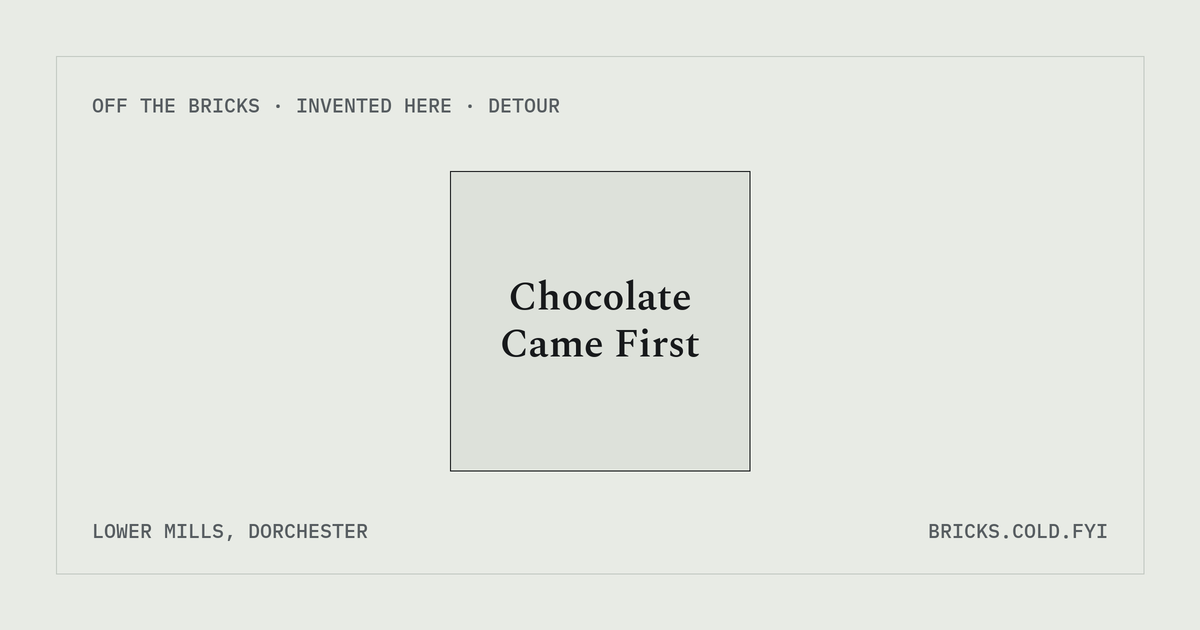 OFF THE BRICKS · INVENTED HERE · DETOUR
Chocolate
Came First
LOWER MILLS, DORCHESTER
BRICKS.COLD.FYI